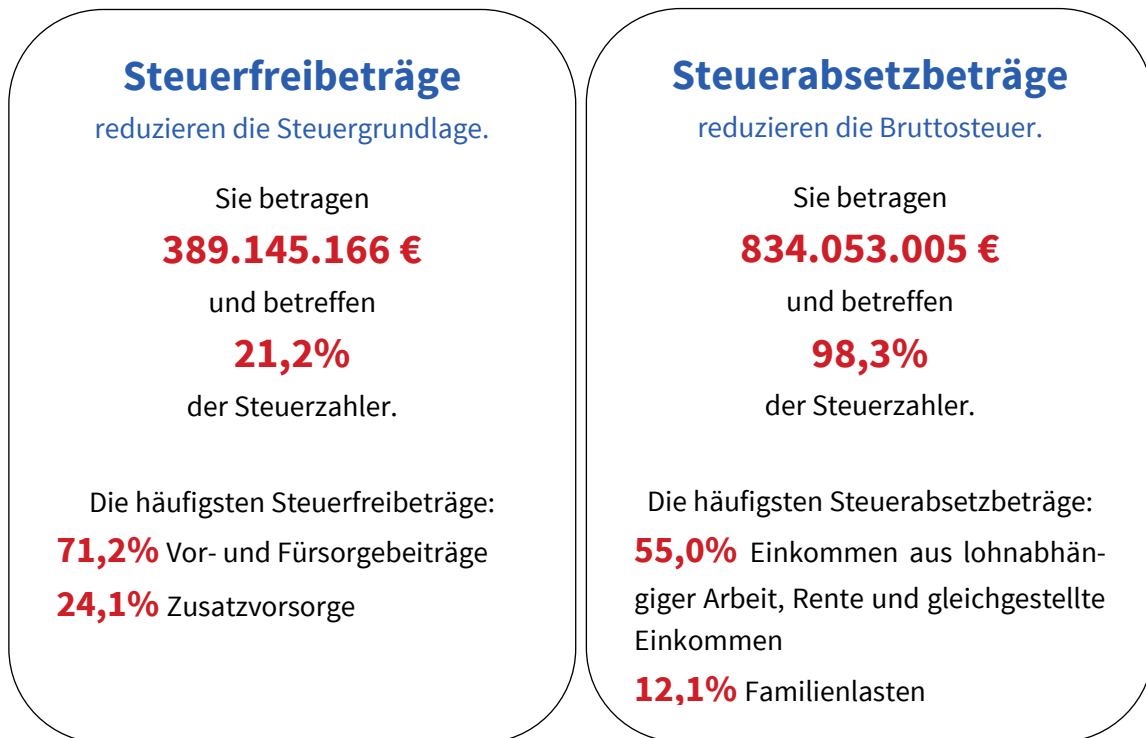 Steuerfreibeträge
reduzieren die Steuergrundlage.
Sie betragen
389.145.166 €
und betreffen
21,2%
der Steuerzahler.
Die häufigsten Steuerfreibeträge:
71,2% Vor- und Fürsorgebeiträge
24,1% Zusatzvorsorge
Steuerabsetzbeträge
reduzieren die Bruttosteuer.
Sie betragen
834.053.005 €
und betreffen
98,3%
der Steuerzahler.
Die häufigsten Steuerabsetzbeträge:
55,0% Einkommen aus lohnabhän-
giger Arbeit, Rente und gleichgestellte
Einkommen
12,1% Familienlasten